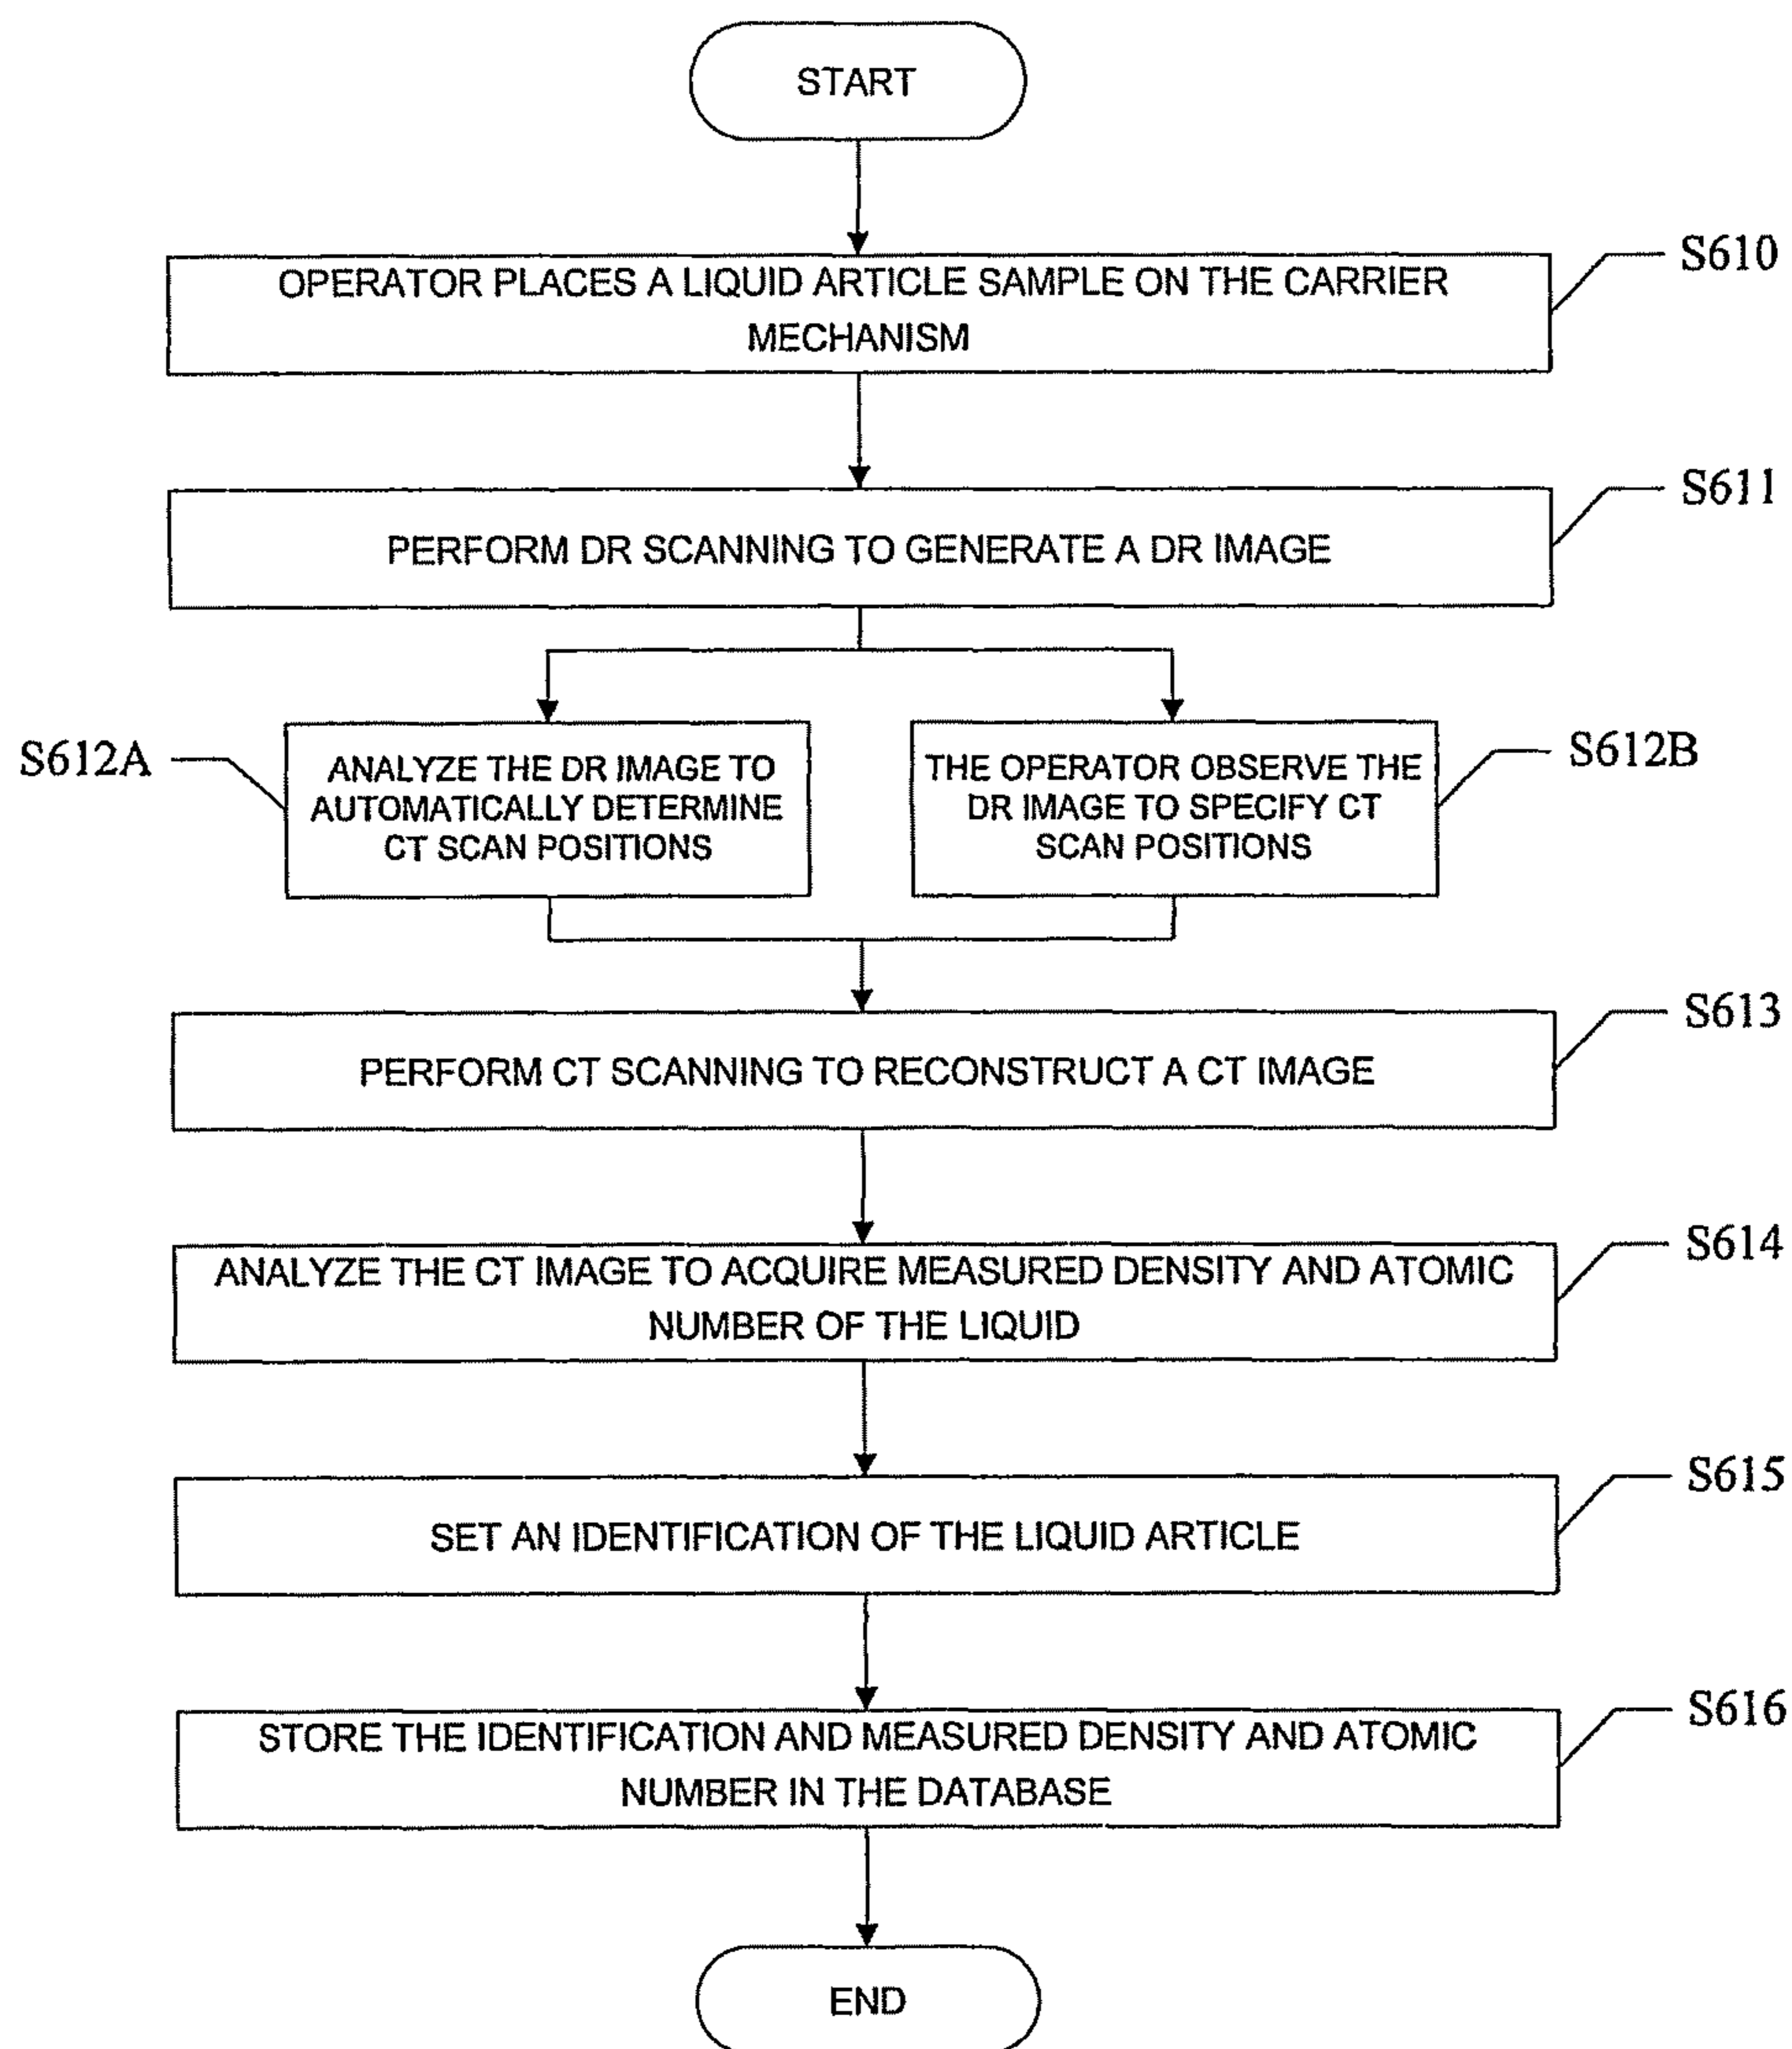 START
OPERATOR PLACES A LIQUID ARTICLE SAMPLE ON THE CARRIER
MECHANISM
S610
PERFORM DR SCANNING TO GENERATE A DR IMAGE
S611
S612A
ANALYZE THE DR IMAGE TO
AUTOMATICALLY DETERMINE
CT SCAN POSITIONS
THE OPERATOR OBSERVE THE
DR IMAGE TO SPECIFY CT
SCAN POSITIONS
S612B
PERFORM CT SCANNING TO RECONSTRUCT A CT IMAGE
S613
ANALYZE THE CT IMAGE TO ACQUIRE MEASURED DENSITY AND ATOMIC
NUMBER OF THE LIQUID
S614
SET AN IDENTIFICATION OF THE LIQUID ARTICLE
S615
STORE THE IDENTIFICATION AND MEASURED DENSITY AND ATOMIC
NUMBER IN THE DATABASE
S616
END